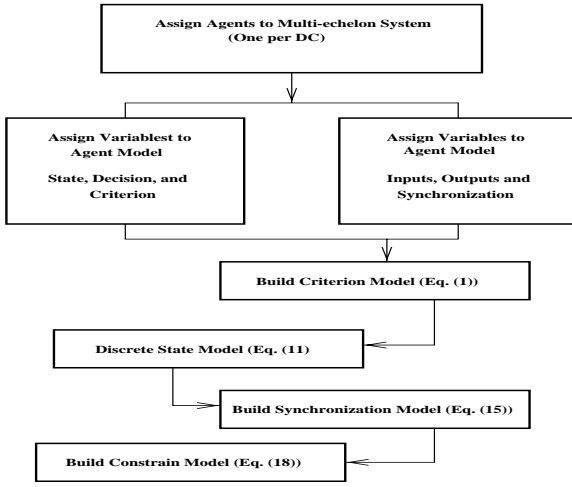 Assign Agents to Multi-echelon System
(One per DC)
Assign Variablest to
Agent Model
State, Decision, and
Criterion
Assign Variables to
Agent Model
Inputs, Outputs and
Synchronization
Build Criterion Model (Eq. (1))
Discrete State Model (Eq. (11)
Build Synchronization Model (Eq. (15))
Build Constrain Model (Eq. (18))